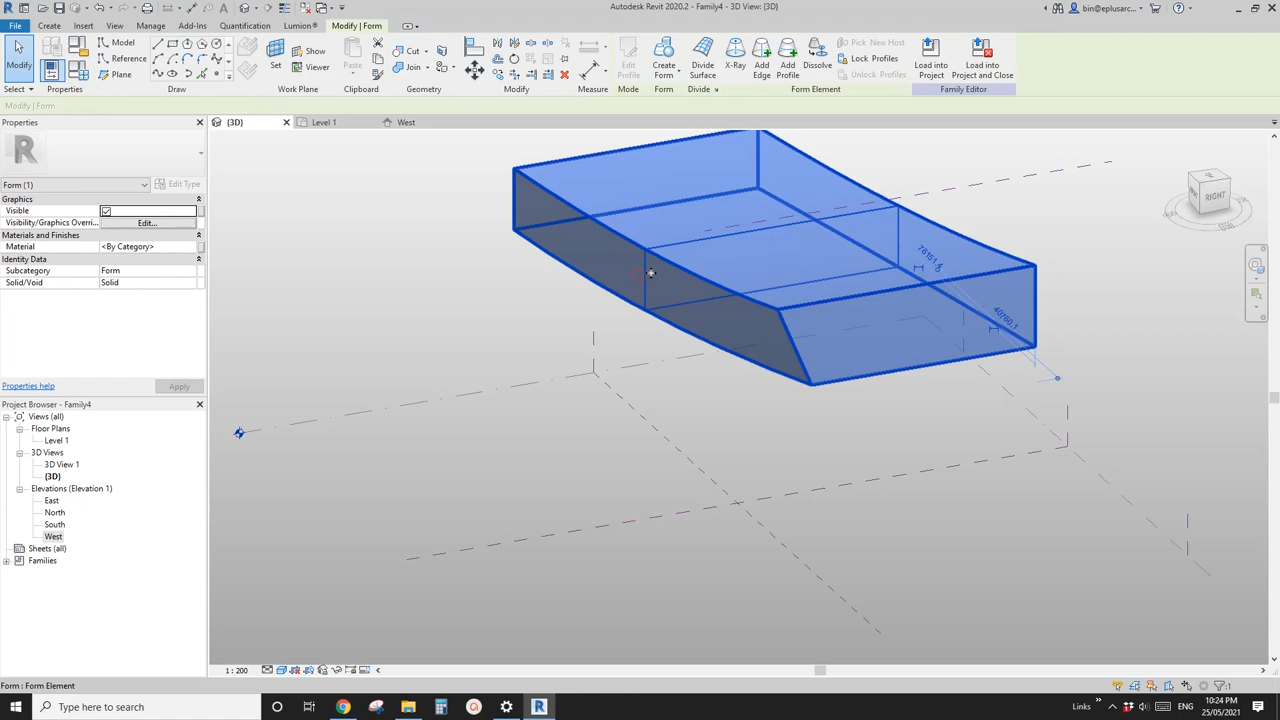 Autodesk Revit 2020.2 - Family4 - 3D View: {3D}
bin@eplusarc...
File Create Insert View Manage Add-Ins Quantification Lumion® Modify | Form
Modify
Model
Reference
Plane
Set
Show
Viewer
Paste
Cut
Join
Edit Profile
Create Form
Divide Surface
X-Ray
Add Edge
Add Profile
Dissolve
Pick New Host
Lock Profiles
Unlock Profiles
Load into Project
Load into Project and Close
Select Properties Draw Work Plane Clipboard Geometry Modify Measure Mode Form Divide Form Element Family Editor
Modify | Form
Properties
{3D}
Level 1
West
R
Form (1)
Edit Type
Graphics
Visible
Visibility/Graphics Overri... Edit...
Materials and Finishes
Material <By Category>
Identity Data
Subcategory Form
Solid/Void Solid
Properties help
Apply
Project Browser - Family4
Views (all)
Floor Plans
Level 1
3D Views
3D View 1
{3D}
Elevations (Elevation 1)
East
North
South
West
Sheets (all)
Families
40760.1
RIGHT
1 : 200
Form : Form Element
:1
Type here to search
Links
ENG
10:24 PM
25/05/2021